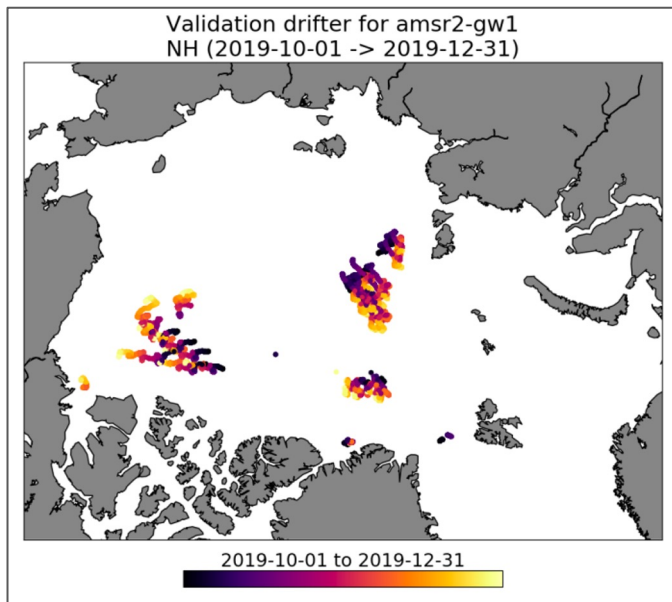 Validation drifter for amsr2-gw1
NH (2019-10-01 -> 2019-12-31)
2019-10-01 to 2019-12-31